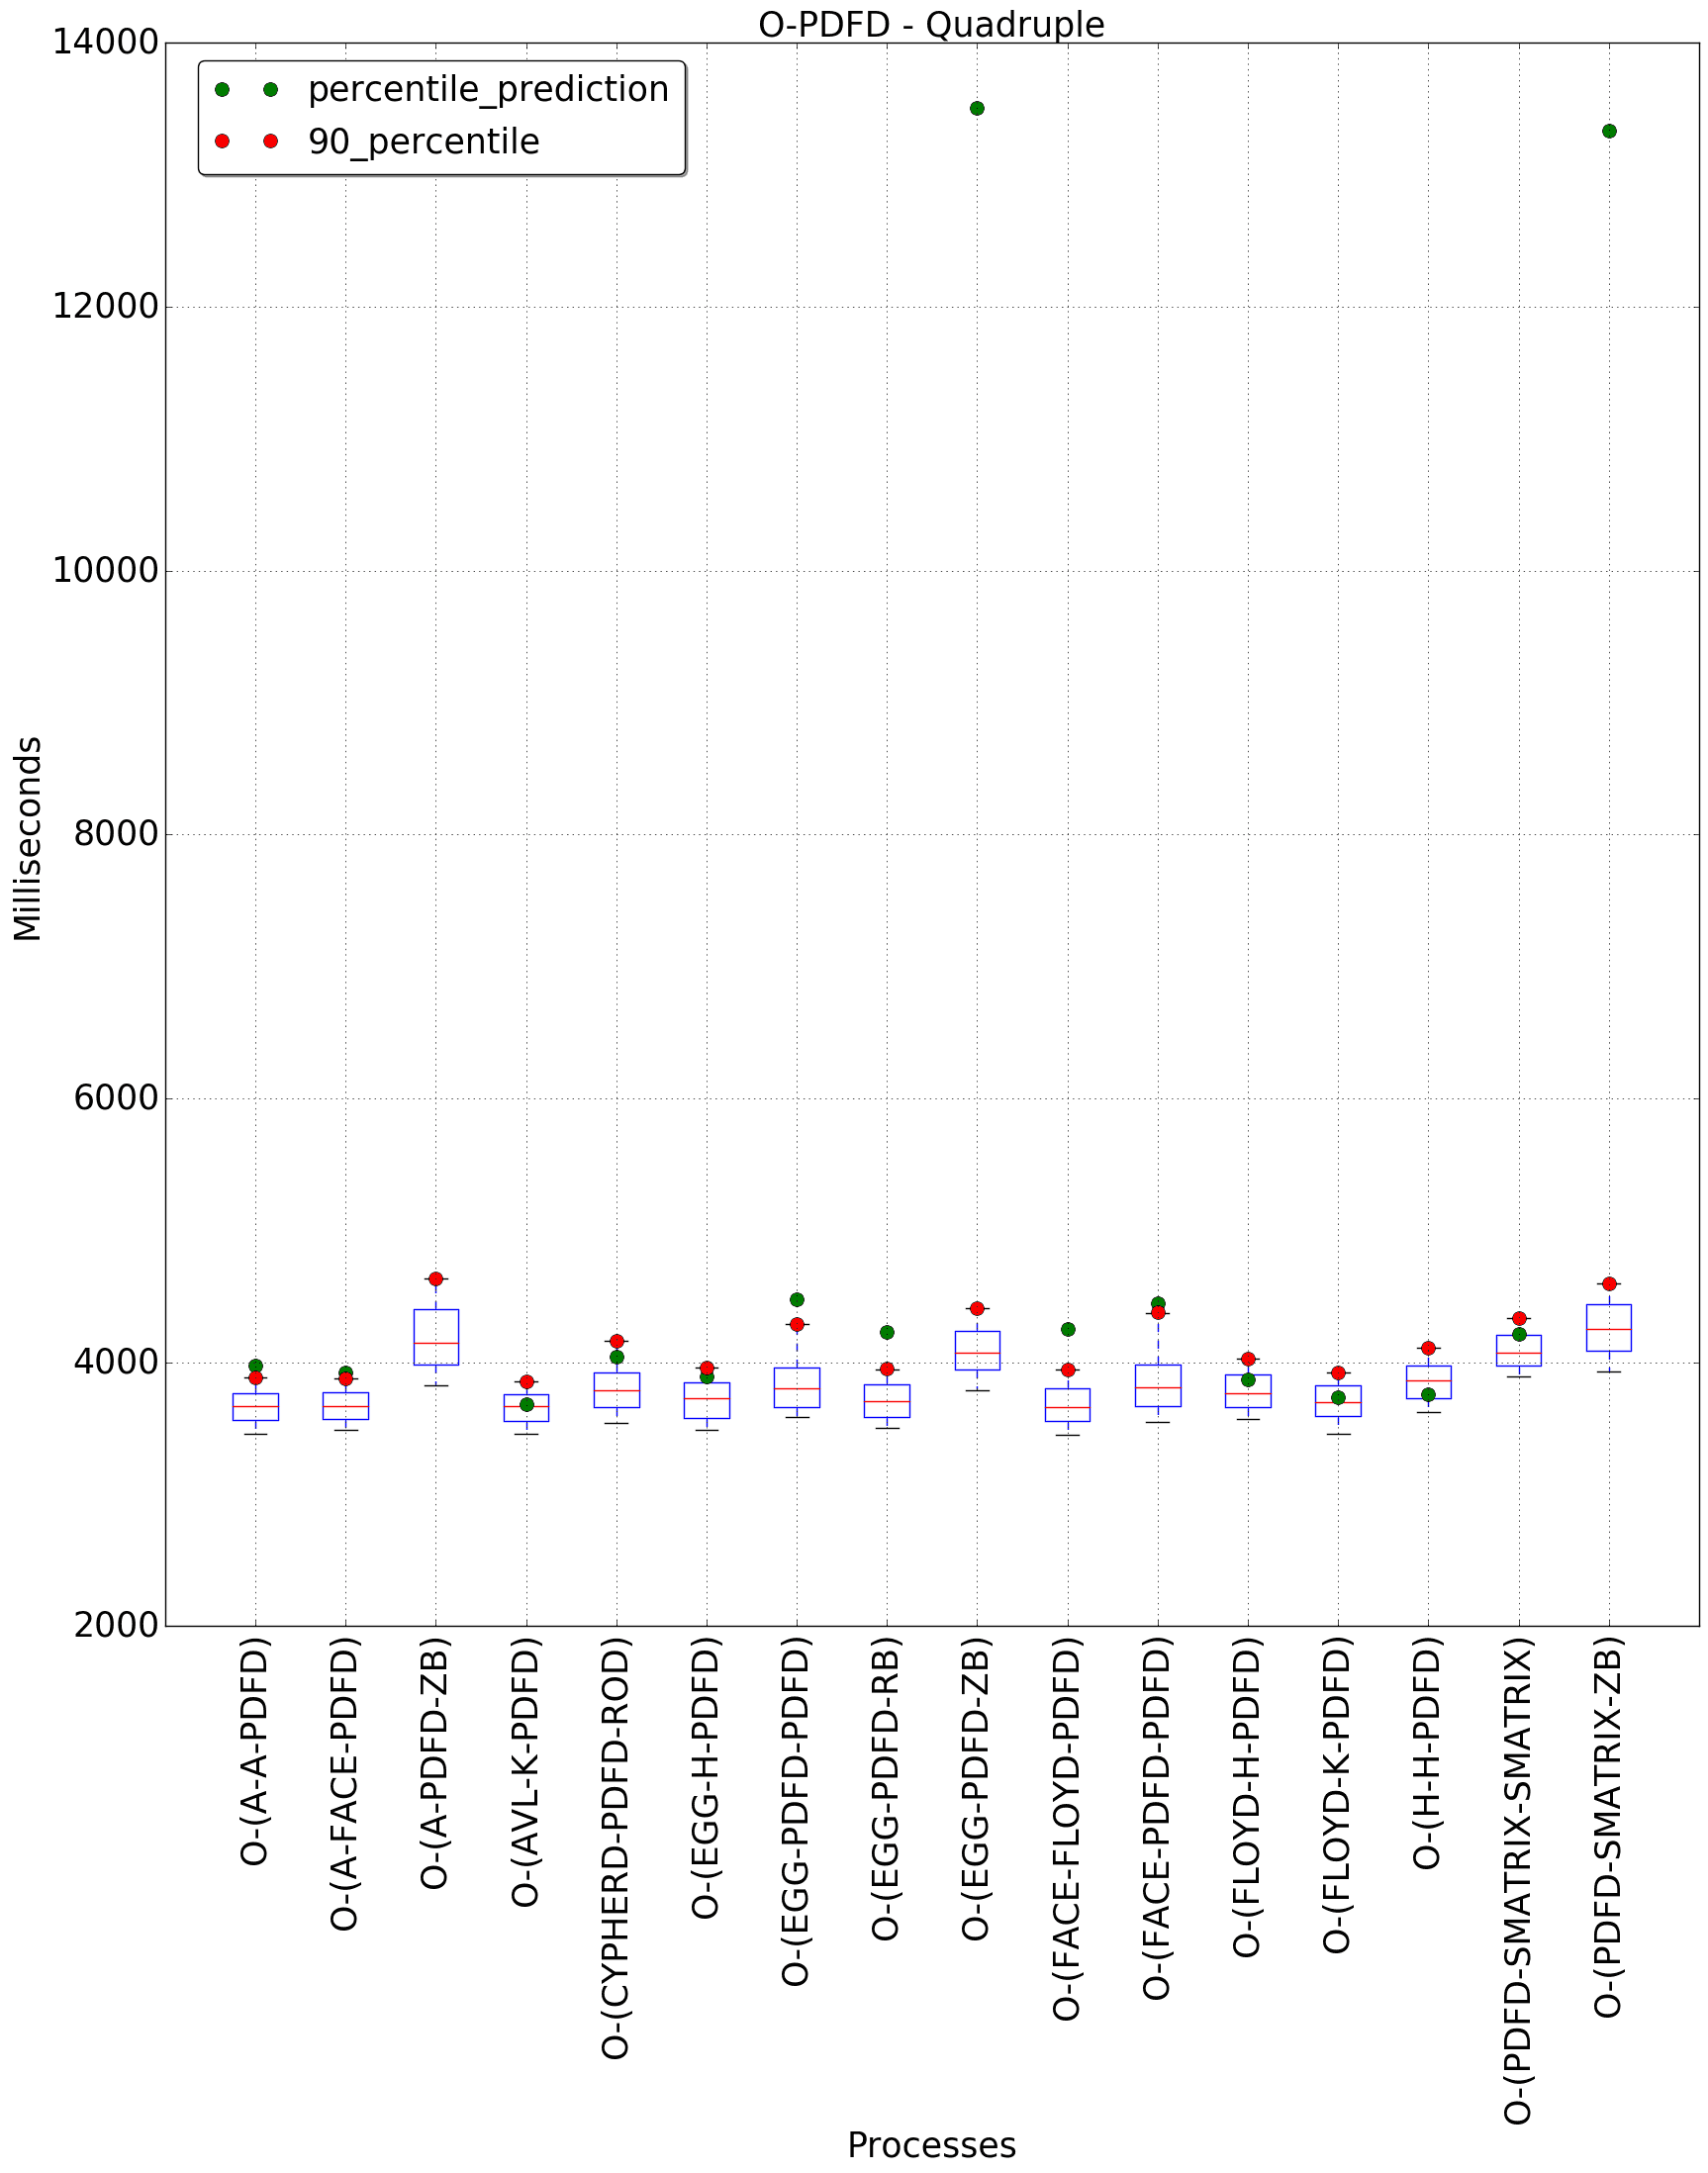 O-PDFD - Quadruple
percentile_prediction
90_percentile
14000
12000
10000
8000
6000
4000
2000
Milliseconds
O-(A-A-PDFD)
O-(A-FACE-PDFD)
O-(A-PDFD-ZB)
O-(AVL-K-PDFD)
O-(CYPHERD-PDFD-ROD)
O-(EGG-H-PDFD)
O-(EGG-PDFD-PDFD)
O-(EGG-PDFD-RB)
O-(EGG-PDFD-ZB)
O-(FACE-FLOYD-PDFD)
O-(FACE-PDFD-PDFD)
O-(FLOYD-H-PDFD)
O-(FLOYD-K-PDFD)
O-(H-H-PDFD)
O-(PDFD-SMATRIX-SMATRIX)
O-(PDFD-SMATRIX-ZB)
Processes